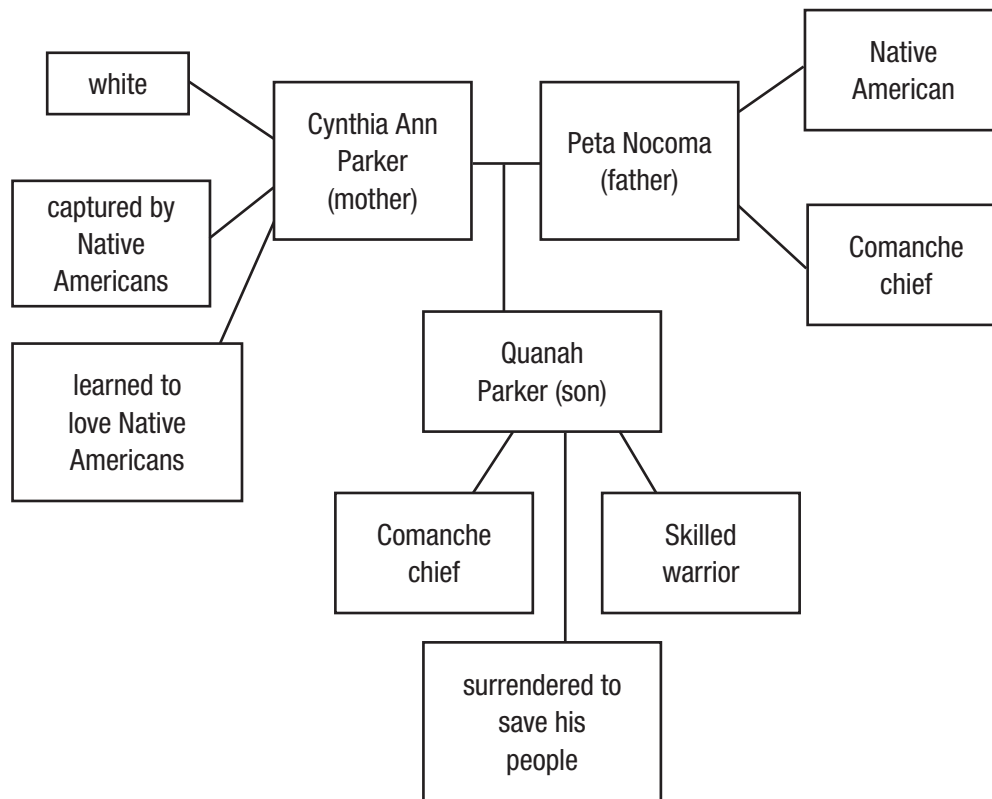 white
captured by
Native
Americans
learned to
love Native
Americans
Cynthia Ann
Parker
(mother)
Peta Nocoma
(father)
Native
American
Comanche
chief
Quanah
Parker (son)
Comanche
chief
Skilled
warrior
surrendered to
save his
people